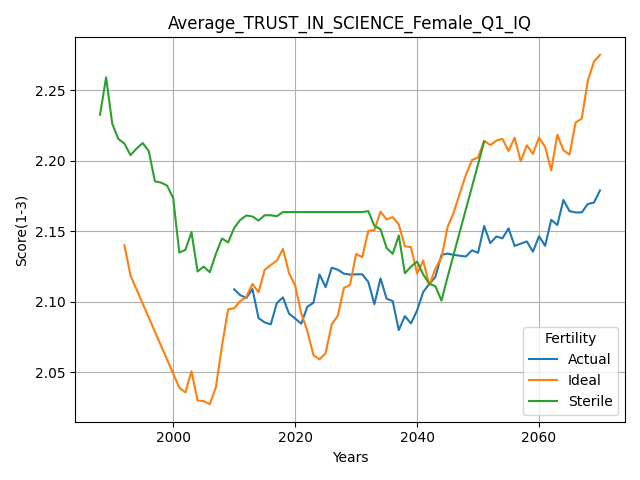 Average_TRUST_IN_SCIENCE_Female_Q1_IQ
Score(1-3)
2.25
2.20
2.15
2.10
2.05
2000
2020
2040
2060
Years
Fertility
Actual
Ideal
Sterile